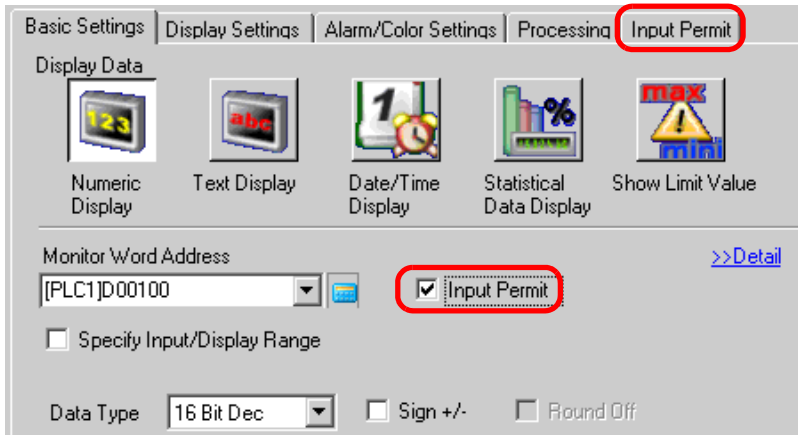 Basic Settings Display Settings Alarm/Color Settings Processing Input Permit
Display Data
123 abc 1 % max mini
Numeric Display Text Display Date/Time Display Statistical Data Display Show Limit Value
Monitor Word Address >>Detail
[PLC1]D00100 Input Permit
Specify Input/Display Range
Data Type 16 Bit Dec Sign +/- Round Off